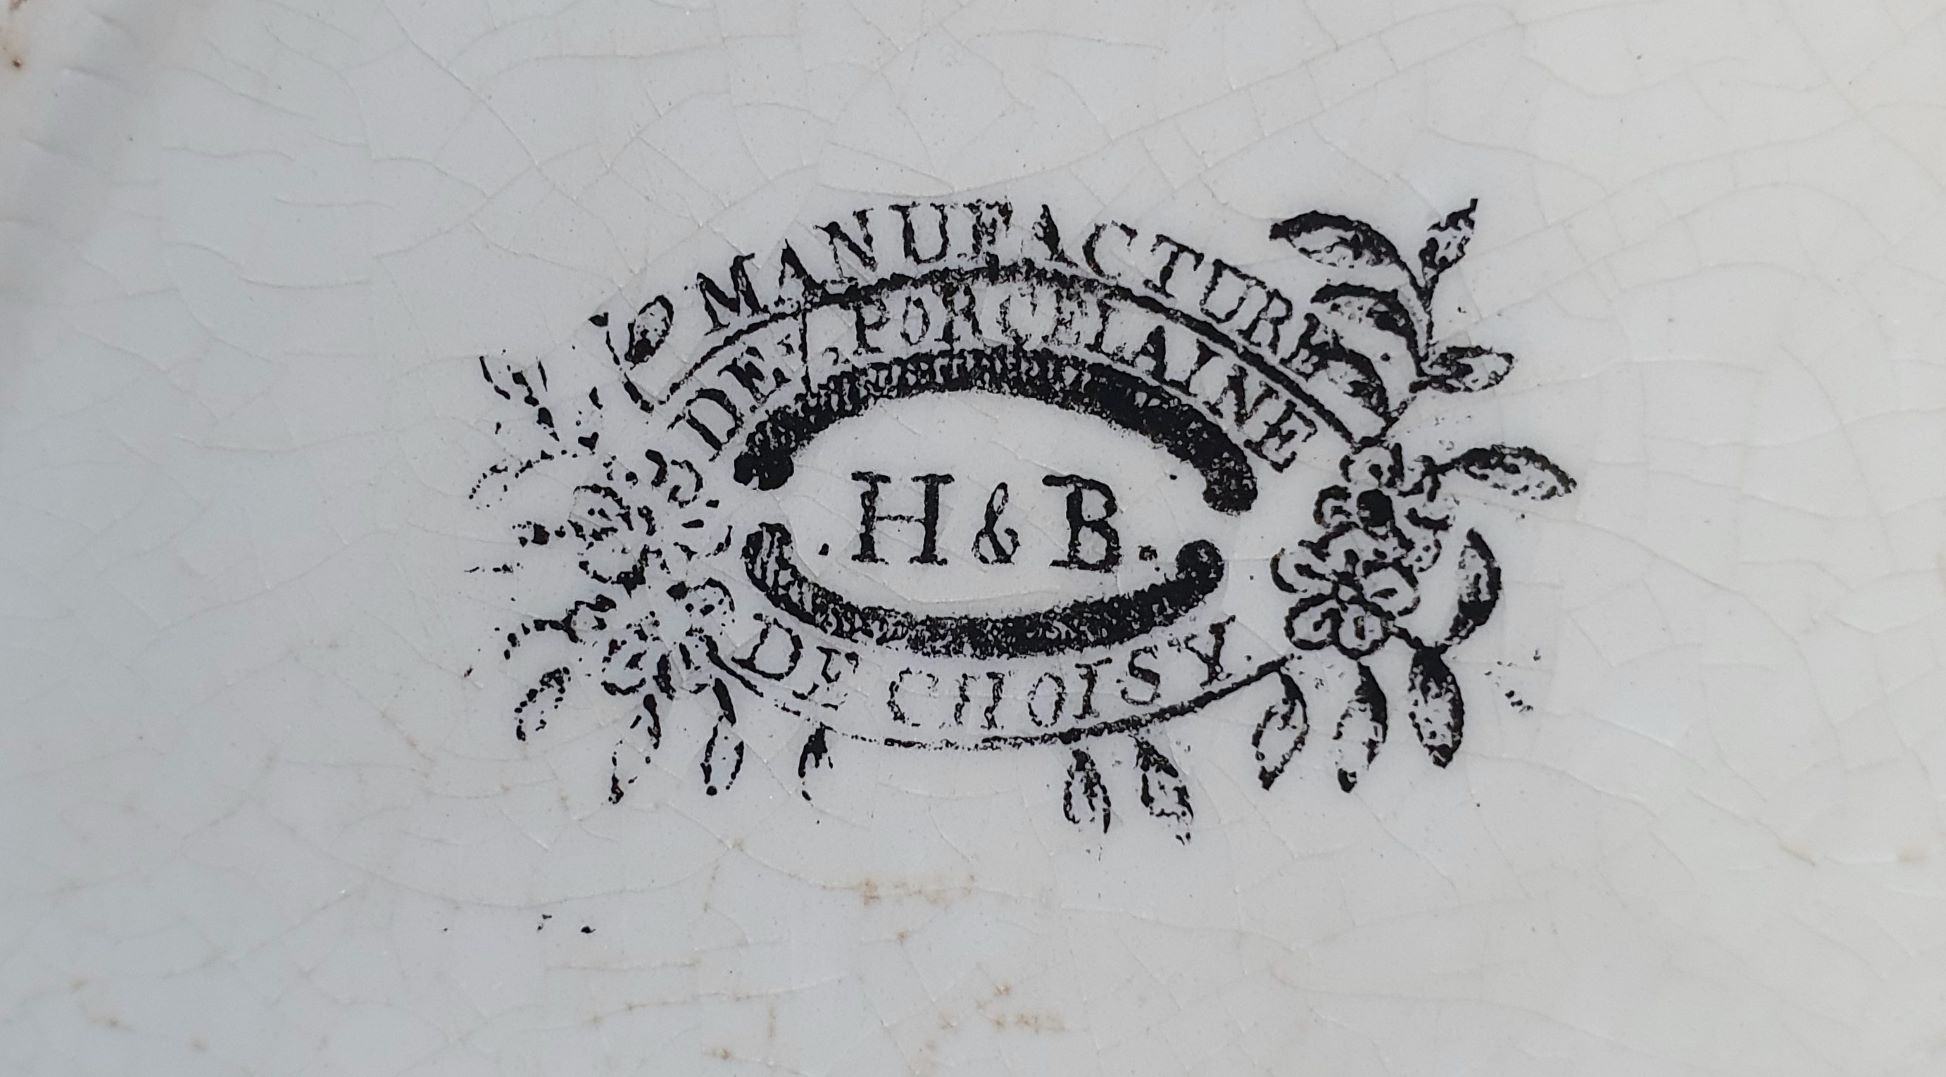 MANUFACTURE
DE PORCELAINE
.H & B.
DE CHOISY.